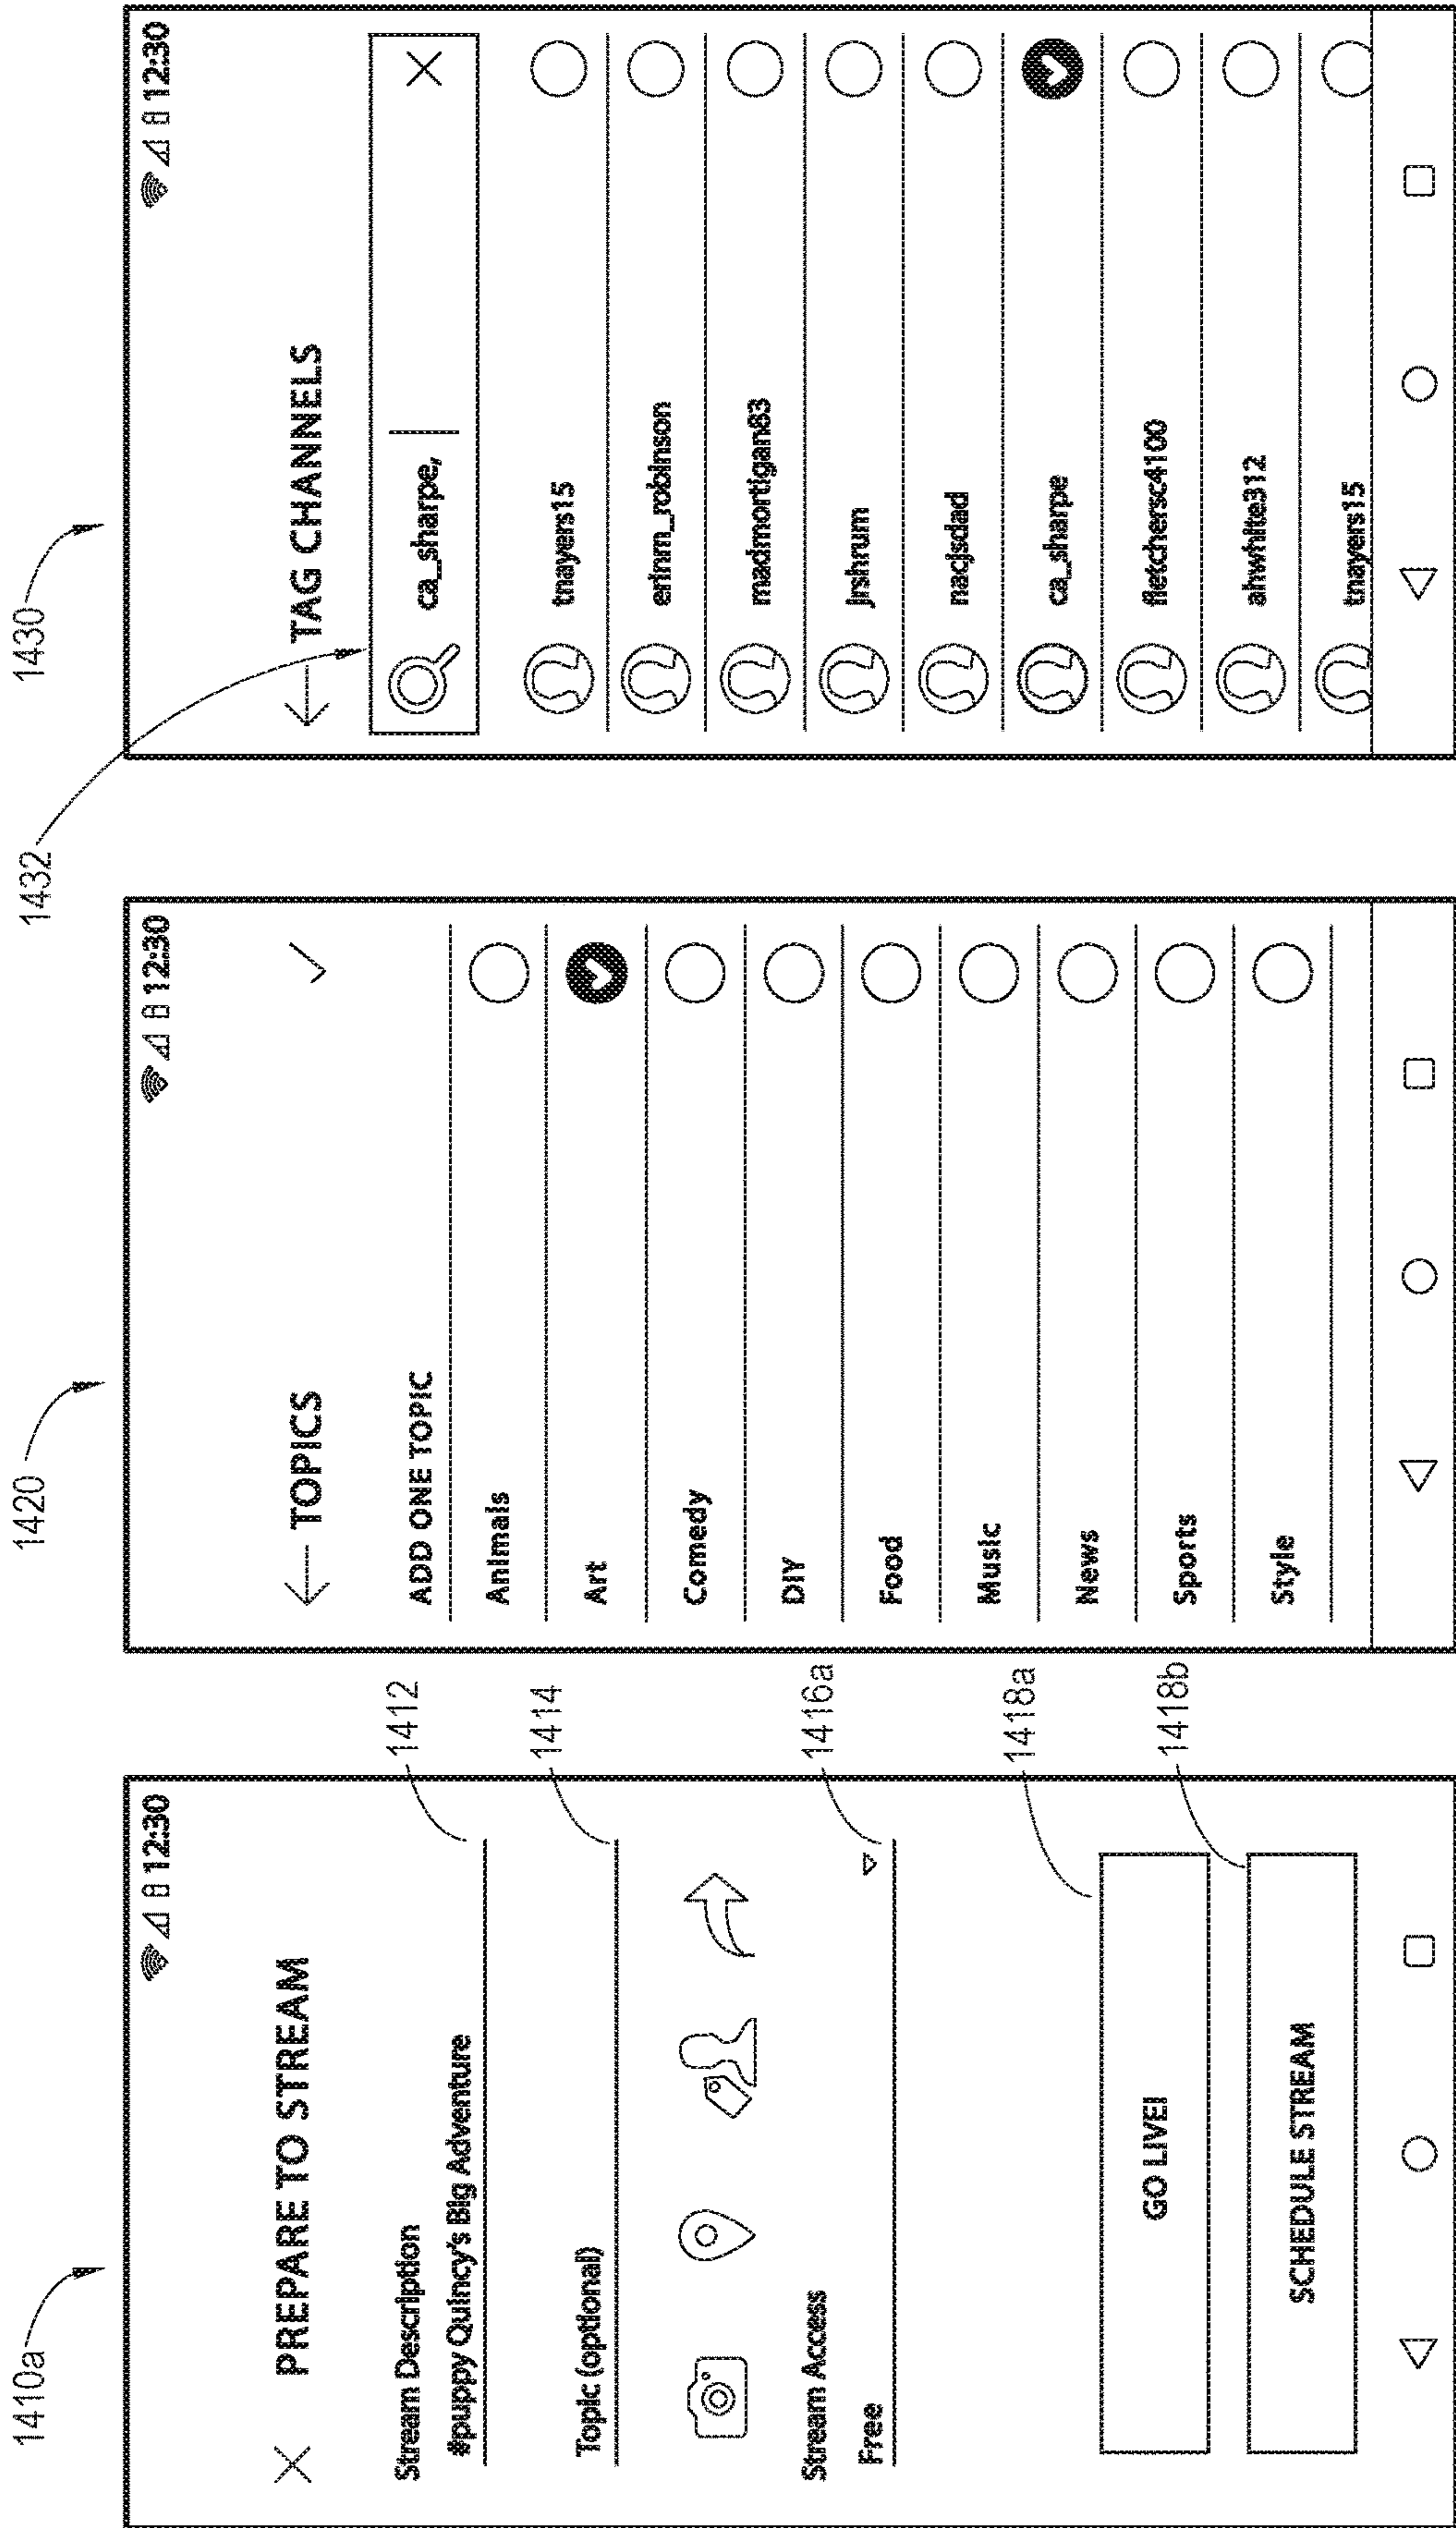 1410a
12:30
PREPARE TO STREAM
Stream Description
#puppy Quincy's Big Adventure
1412
Topic (optional)
1414
Stream Access
Free
1416a
GO LIVE!
1418a
SCHEDULE STREAM
1418b
1420
12:30
TOPICS
ADD ONE TOPIC
Animals
Art
Comedy
DIY
Food
Music
News
Sports
Style
1430
12:30
TAG CHANNELS
1432
ca_sharpe,
tnayers15
erinm_robinson
madmortigan83
jrshrum
nacjsdad
ca_sharpe
fletchersc4100
ahwhite312
tnayers15